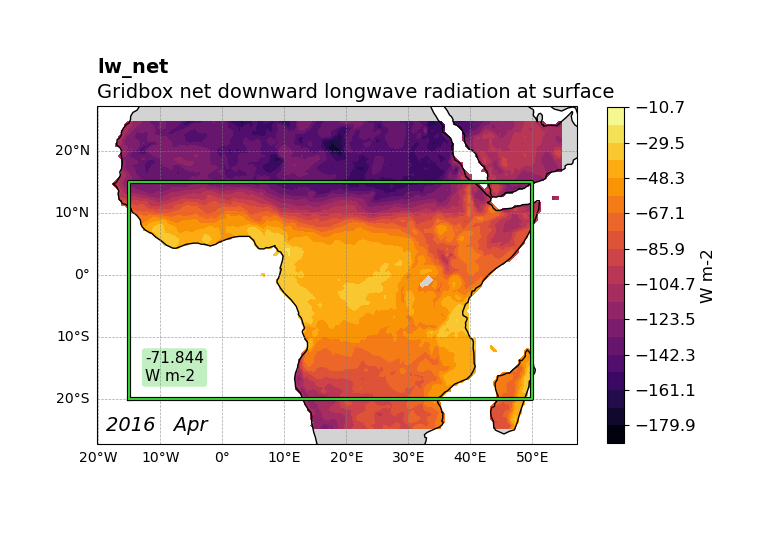 lw_net
Gridbox net downward longwave radiation at surface
20°N
10°N
0°
10°S
20°S
20°W 10°W 0° 10°E 20°E 30°E 40°E 50°E
-71.844
W m-2
2016 Apr
−10.7
−29.5
−48.3
−67.1
−85.9
−104.7
−123.5
−142.3
−161.1
−179.9
W m-2